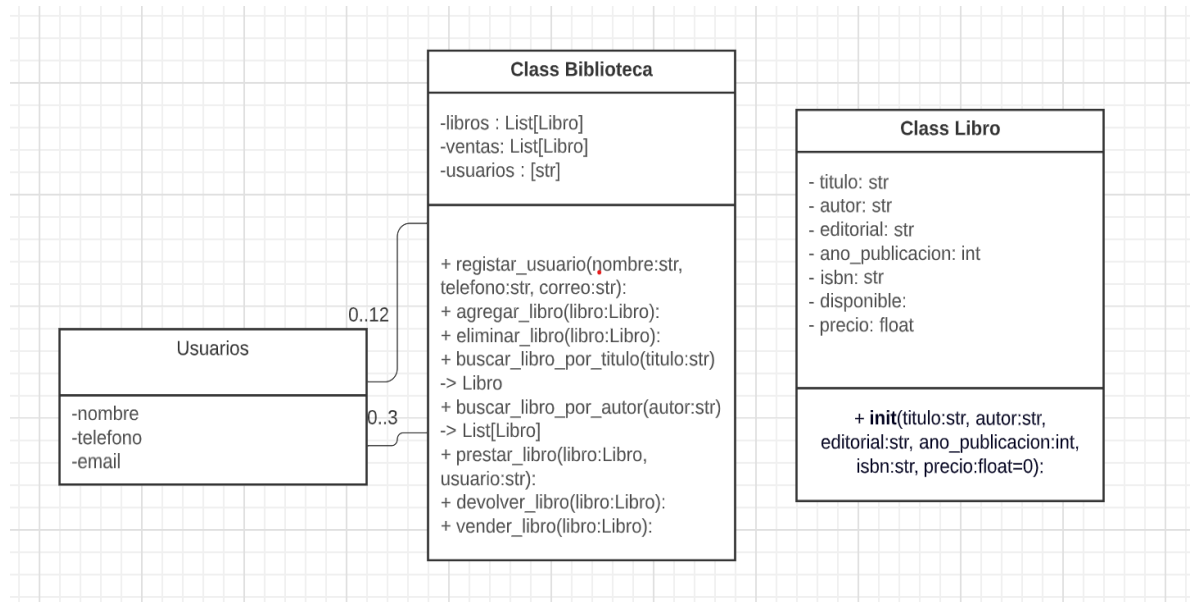 Class Biblioteca
-libros : List[Libro]
-ventas: List[Libro]
-usuarios : [str]
+ registar_usuario(nombre:str,
telefono:str, correo:str):
+ agregar_libro(libro:Libro):
+ eliminar_libro(libro:Libro):
+ buscar_libro_por_titulo(titulo:str)
-> Libro
+ buscar_libro_por_autor(autor:str)
-> List[Libro]
+ prestar_libro(libro:Libro,
usuario:str):
+ devolver_libro(libro:Libro):
+ vender_libro(libro:Libro):
Class Libro
- titulo: str
- autor: str
- editorial: str
- ano_publicacion: int
- isbn: str
- disponible:
- precio: float
+ init(titulo:str, autor:str,
editorial:str, ano_publicacion:int,
isbn:str, precio:float=0):
0..12
Usuarios
-nombre
-telefono
-email
0..3